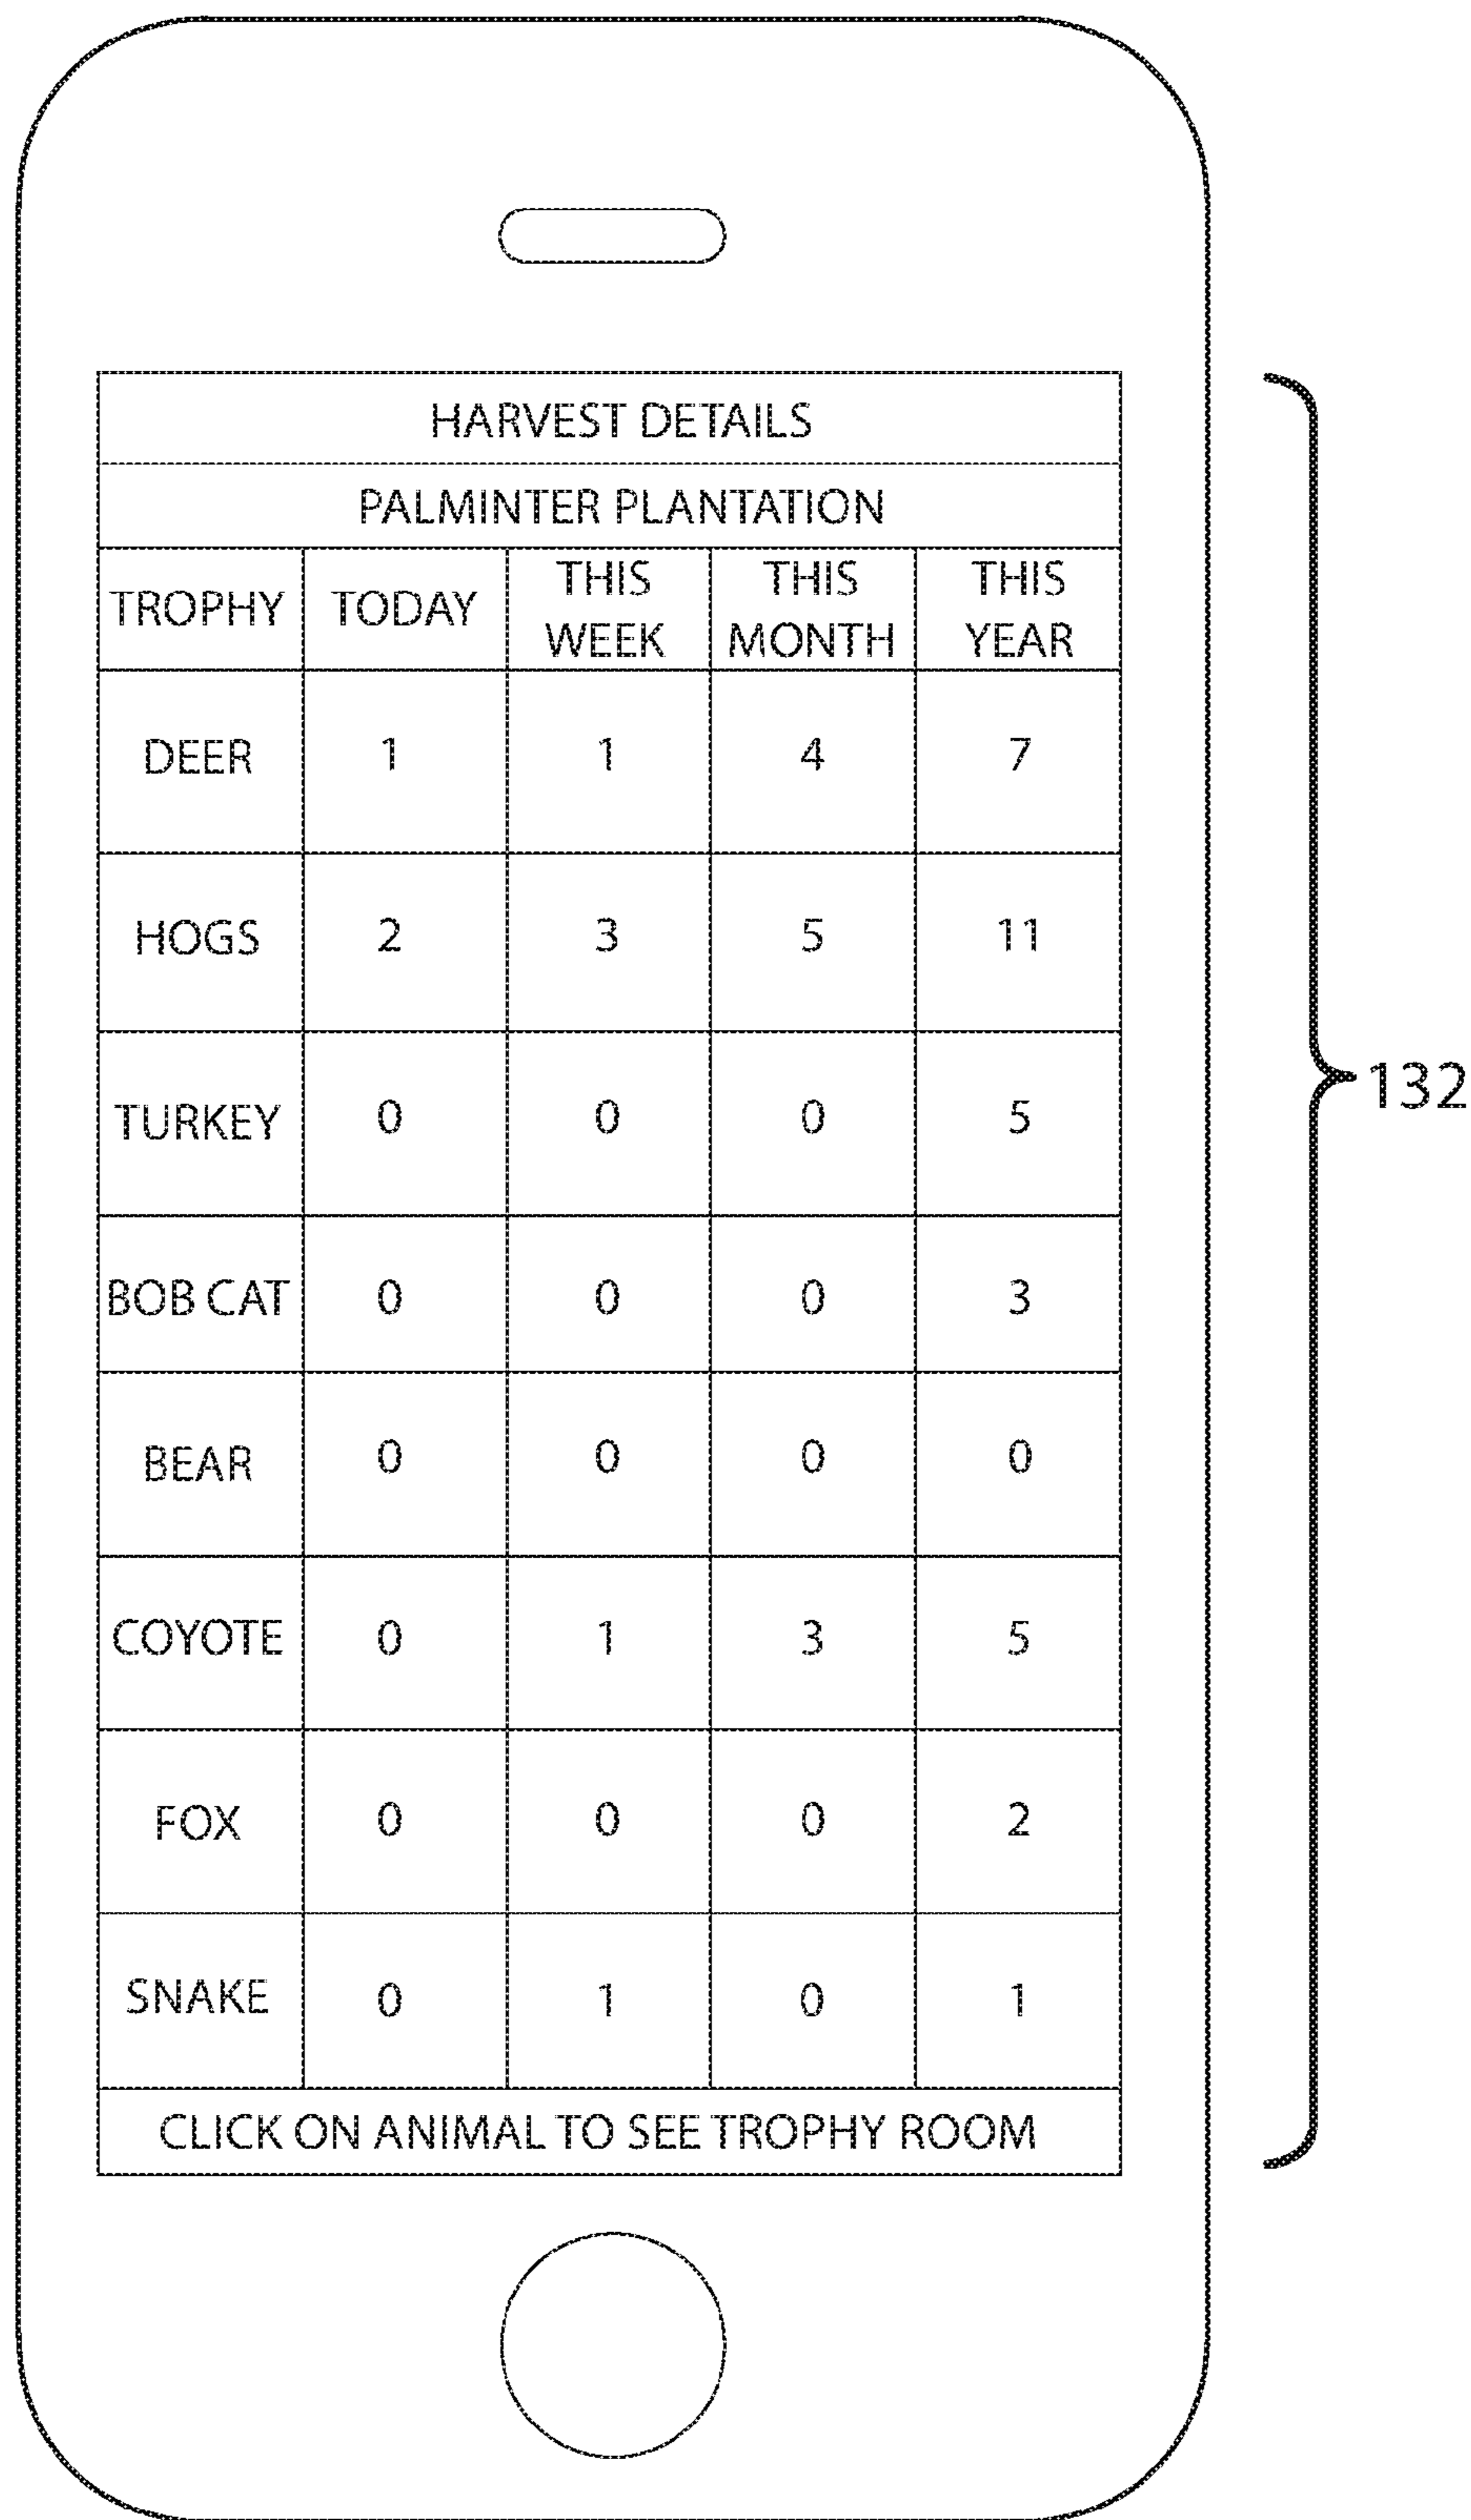 HARVEST DETAILS
PALMINTER PLANTATION
TROPHY TODAY THIS WEEK THIS MONTH THIS YEAR
DEER 1 1 4 7
HOGS 2 3 5 11
TURKEY 0 0 0 5
BOB CAT 0 0 0 3
BEAR 0 0 0 0
COYOTE 0 1 3 5
FOX 0 0 0 2
SNAKE 0 1 0 1
CLICK ON ANIMAL TO SEE TROPHY ROOM
132